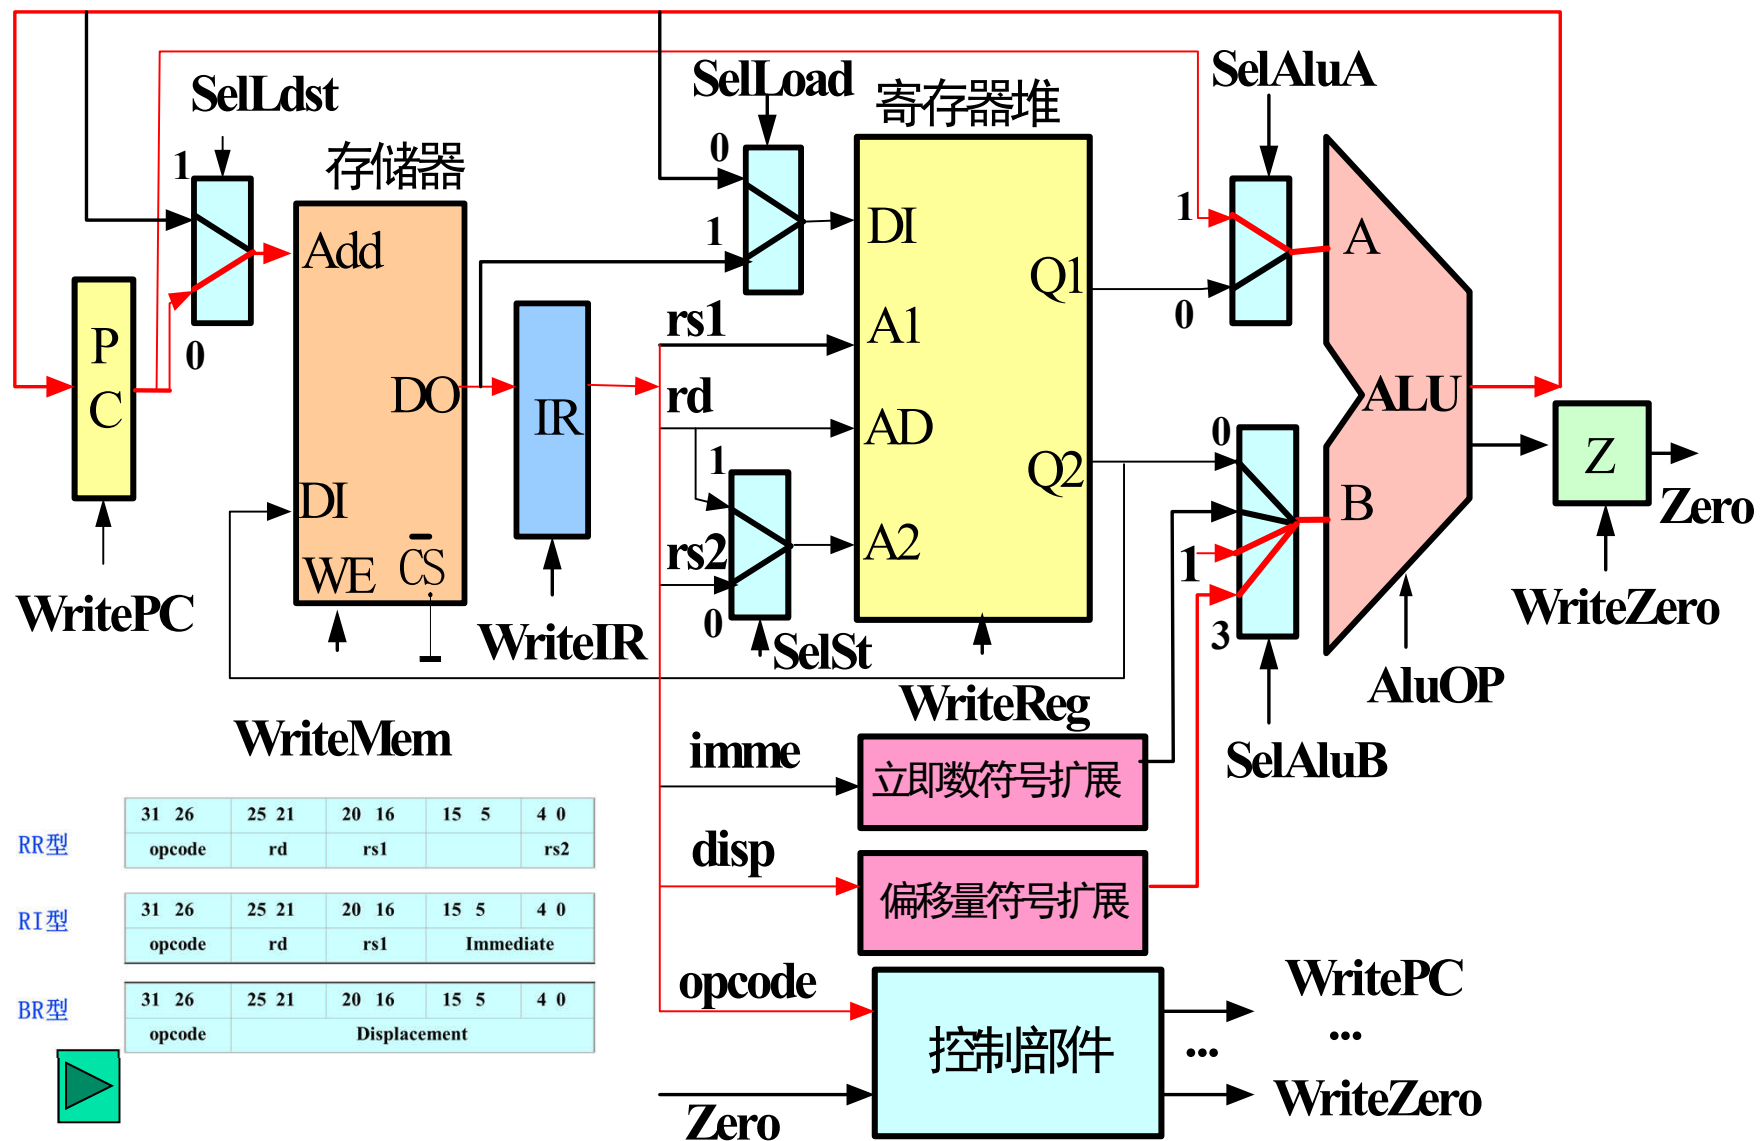 SelLdst
SelLoad
寄存器堆
SelAluA
存储器
1
0
Add
P
C
DO
DI
WE
CS
WritePC
WriteMem
IR
WriteIR
0
1
rs1
rd
1
rs2
0
SelSt
DI
A1
AD
A2
Q1
Q2
WriteReg
1
0
A
ALU
B
0
1
3
SelAluB
AluOP
Z
Zero
WriteZero
imme
立即数符号扩展
disp
偏移量符号扩展
opcode
控制部件
Zero
WritePC
...
...
WriteZero
31 26 25 21 20 16 15 5 4 0
RR型 opcode rd rs1 rs2
31 26 25 21 20 16 15 5 4 0
RI型 opcode rd rs1 Immediate
31 26 25 21 20 16 15 5 4 0
BR型 opcode Displacement